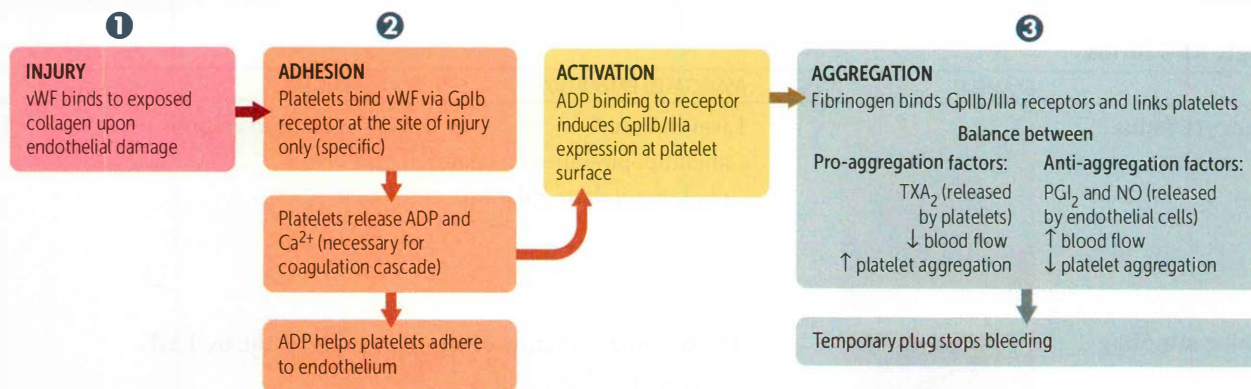 1
2
3
INJURY
vWF binds to exposed
collagen upon
endothelial damage
ADHESION
Platelets bind vWF via GpIb
receptor at the site of injury
only (specific)
Platelets release ADP and
Ca²⁺ (necessary for
coagulation cascade)
ADP helps platelets adhere
to endothelium
ACTIVATION
ADP binding to receptor
induces GpIIb/IIIa
expression at platelet
surface
AGGREGATION
Fibrinogen binds GpIIb/IIIa receptors and links platelets
Balance between
Pro-aggregation factors:
TXA₂ (released
by platelets)
↓ blood flow
↑ platelet aggregation
Anti-aggregation factors:
PGI₂ and NO (released
by endothelial cells)
↑ blood flow
↓ platelet aggregation
Temporary plug stops bleeding